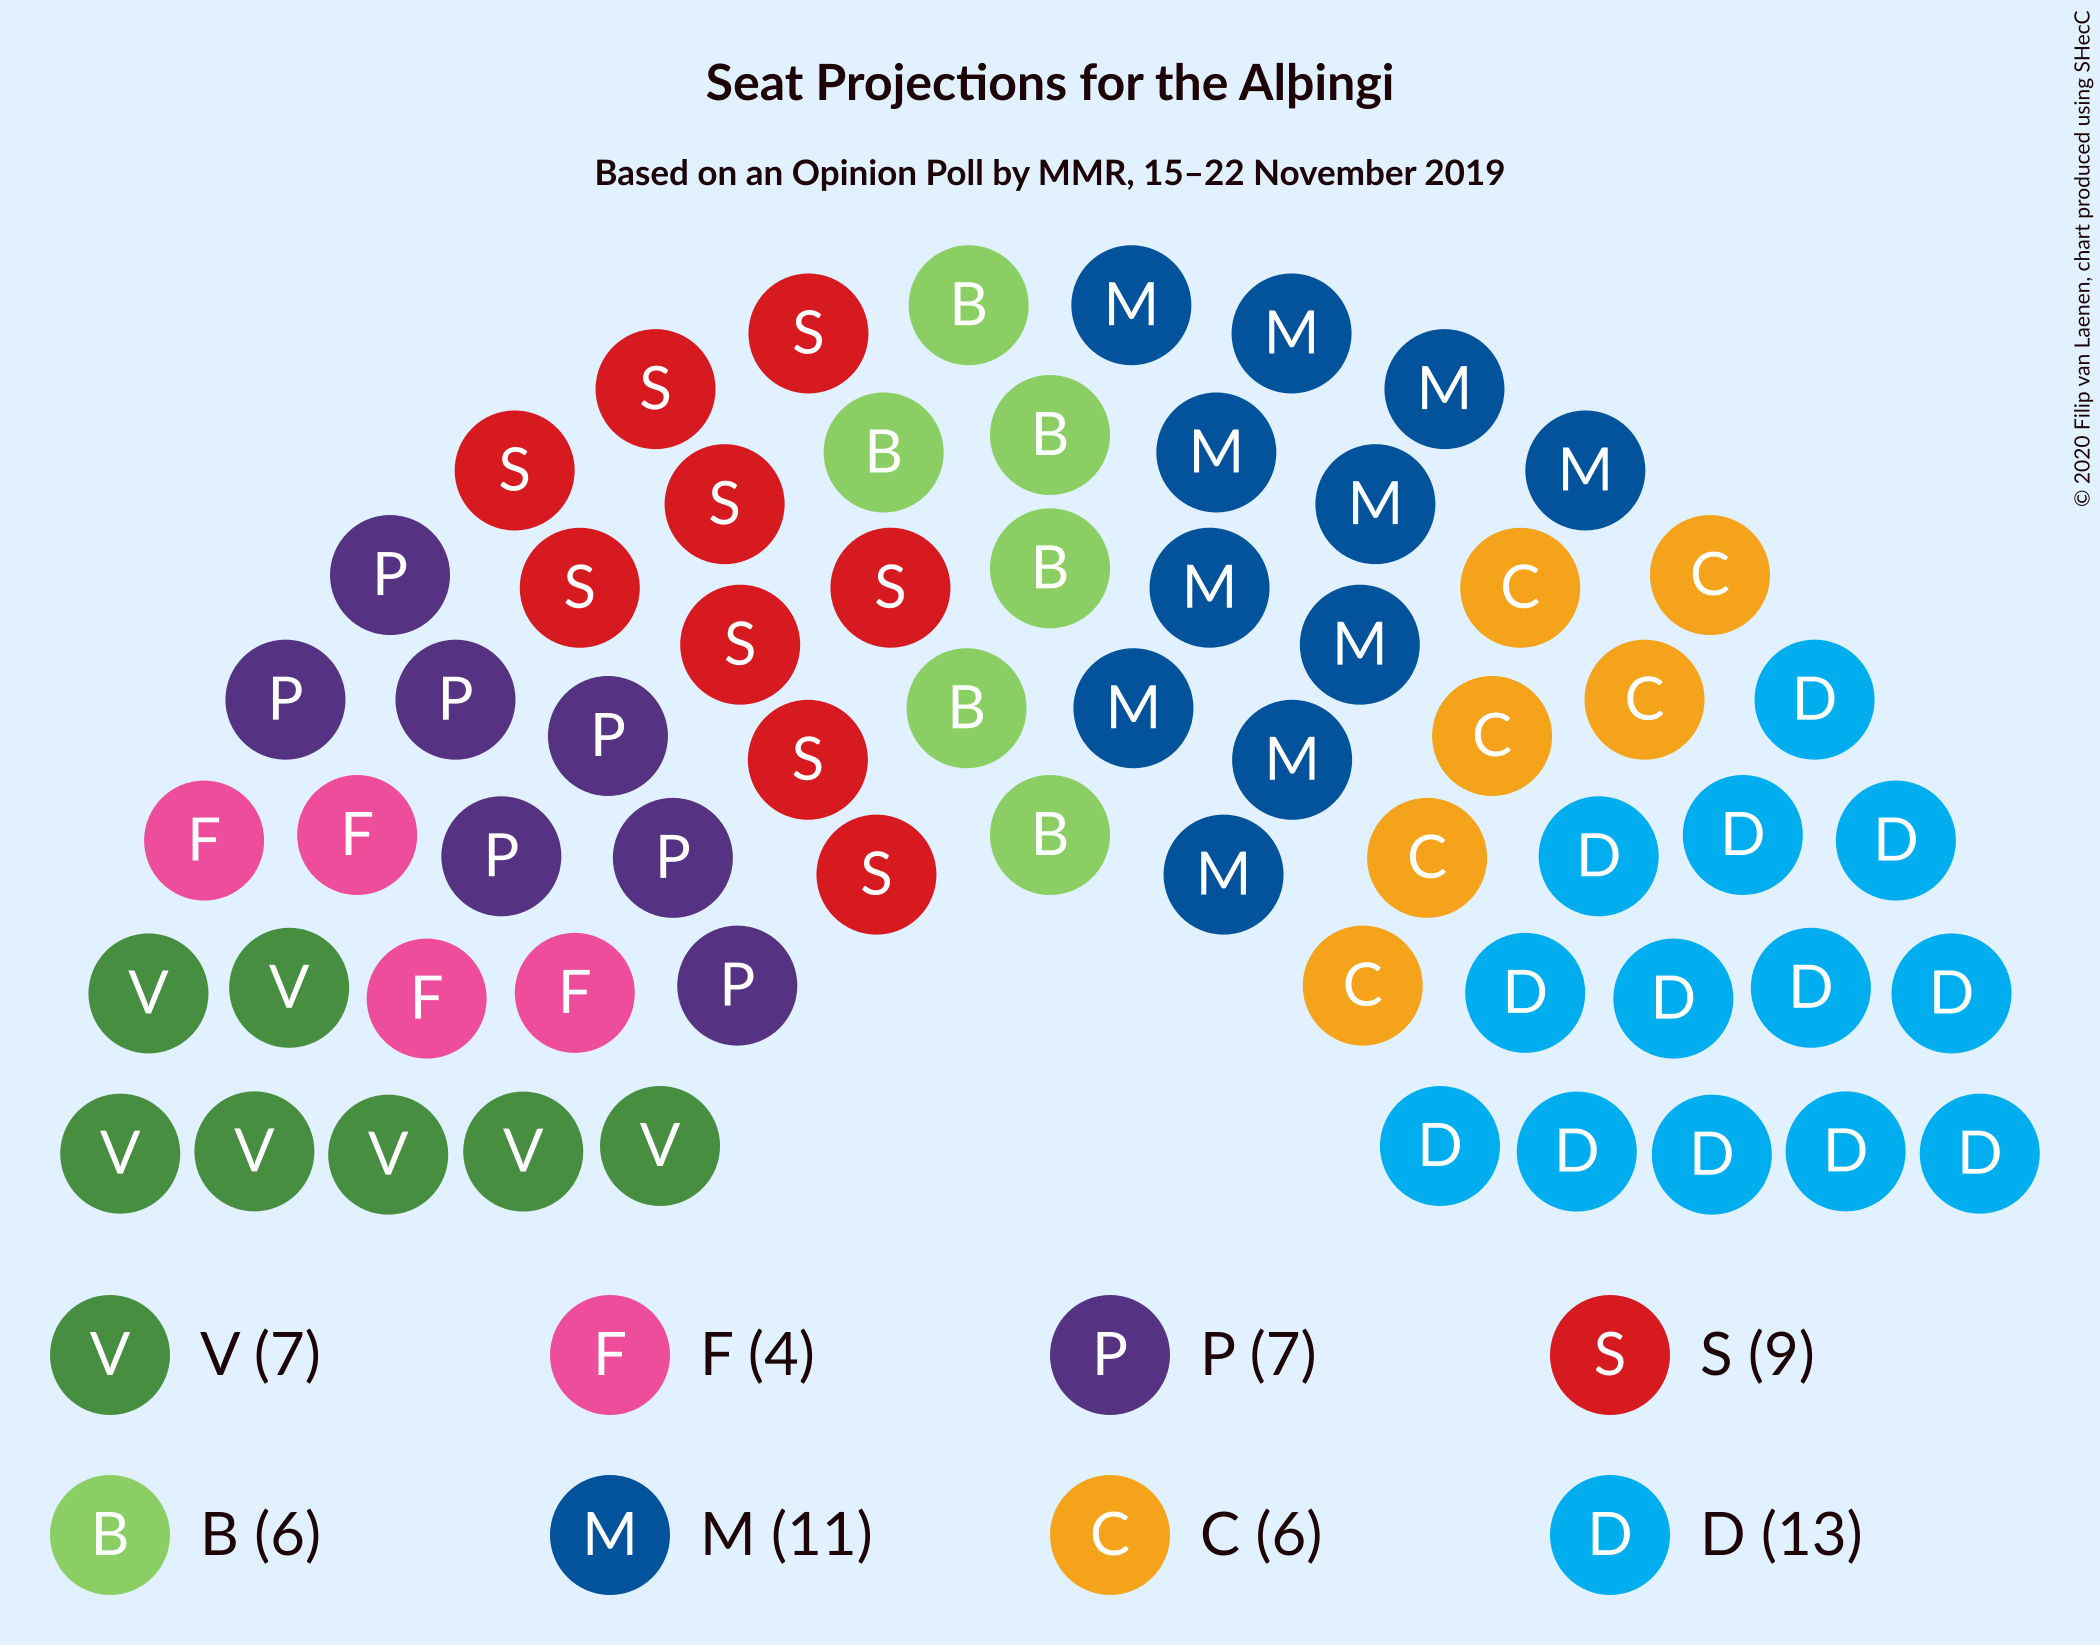 Seat Projections for the Alþingi
Based on an Opinion Poll by MMR, 15–22 November 2019
© 2020 Filip van Laenen, chart produced using SHecC
B M
S M
S M
B
S B M M
S M
P C C
S S B M
S M
P P P B M C C D
S M
F F P P B C D D D
S M
V V F F P C D D D D
V V V V V D D D D D
V V (7) F F (4) P P (7) S S (9)
B B (6) M M (11) C C (6) D D (13)